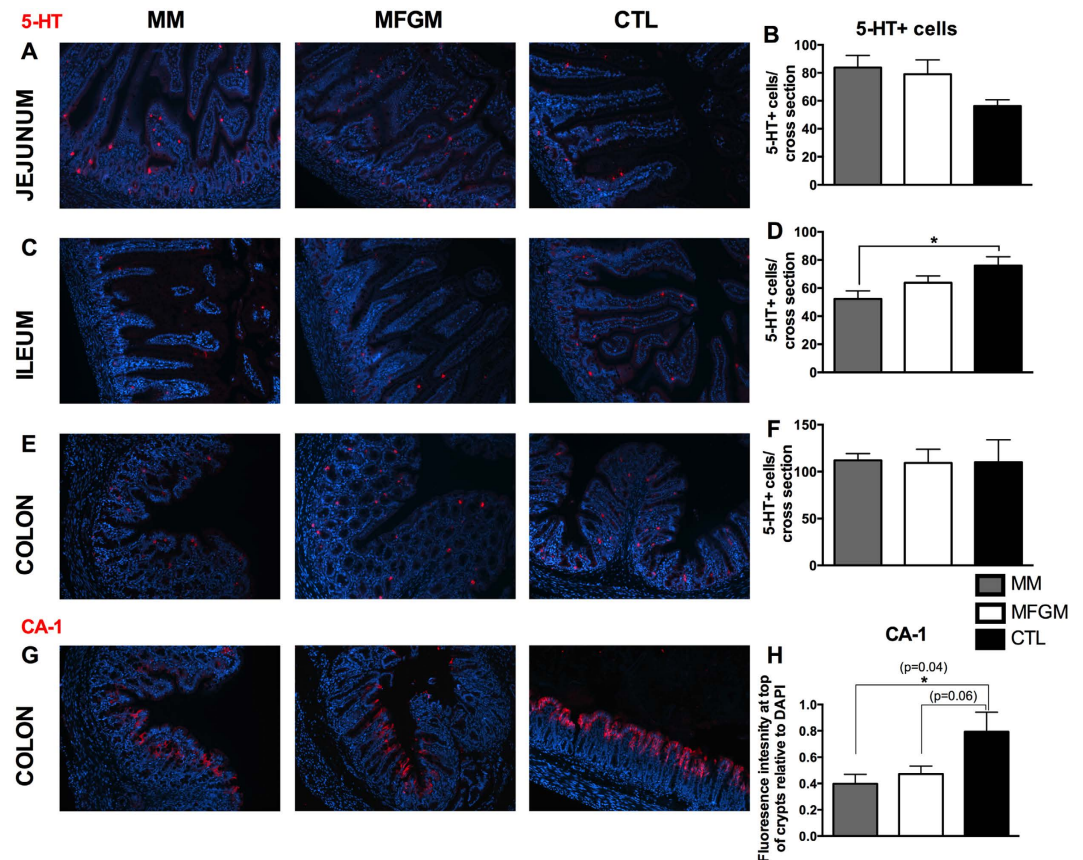 5-HT
MM
MFGM
CTL
A
JEJUNUM
B
5-HT+ cells
5-HT+ cells/
cross section
100
80
60
40
20
0
C
ILEUM
D
*
5-HT+ cells/
cross section
100
80
60
40
20
0
E
COLON
F
5-HT+ cells/
cross section
150
100
50
0
MM
MFGM
CTL
CA-1
G
COLON
H
CA-1
(p=0.04)
*
(p=0.06)
Fluoresence intesnity at top
of crypts relative to DAPI
1.0
0.8
0.6
0.4
0.2
0.0